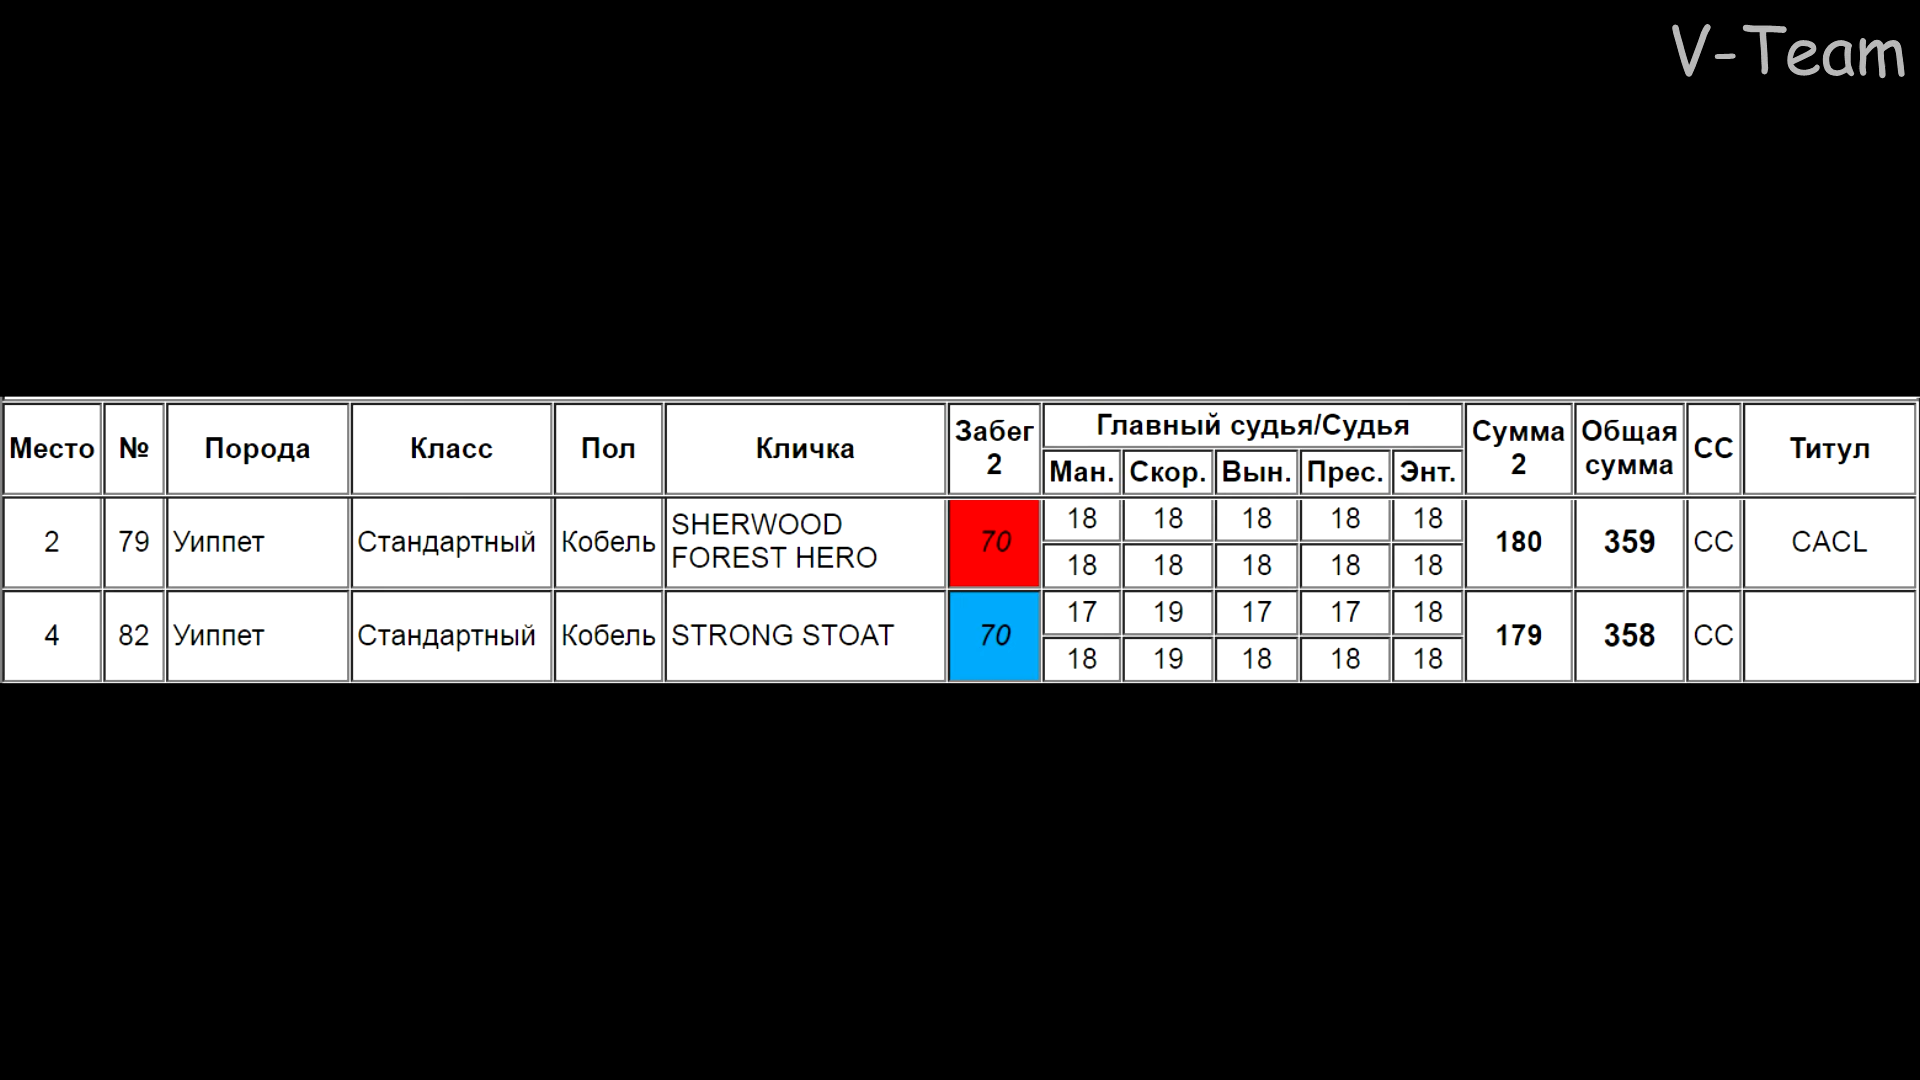 V-Team
Место № Порода Класс Пол Кличка Забег 2 Главный судья/Судья Сумма 2 Общая сумма СС Титул
Ман. Скор. Вын. Прес. Энт.
2 79 Уиппет Стандартный Кобель SHERWOOD FOREST HERO 70 18 18 18 18 18 180 359 СС CACL
18 18 18 18 18
4 82 Уиппет Стандартный Кобель STRONG STOAT 70 17 19 17 17 18 179 358 СС
18 19 18 18 18